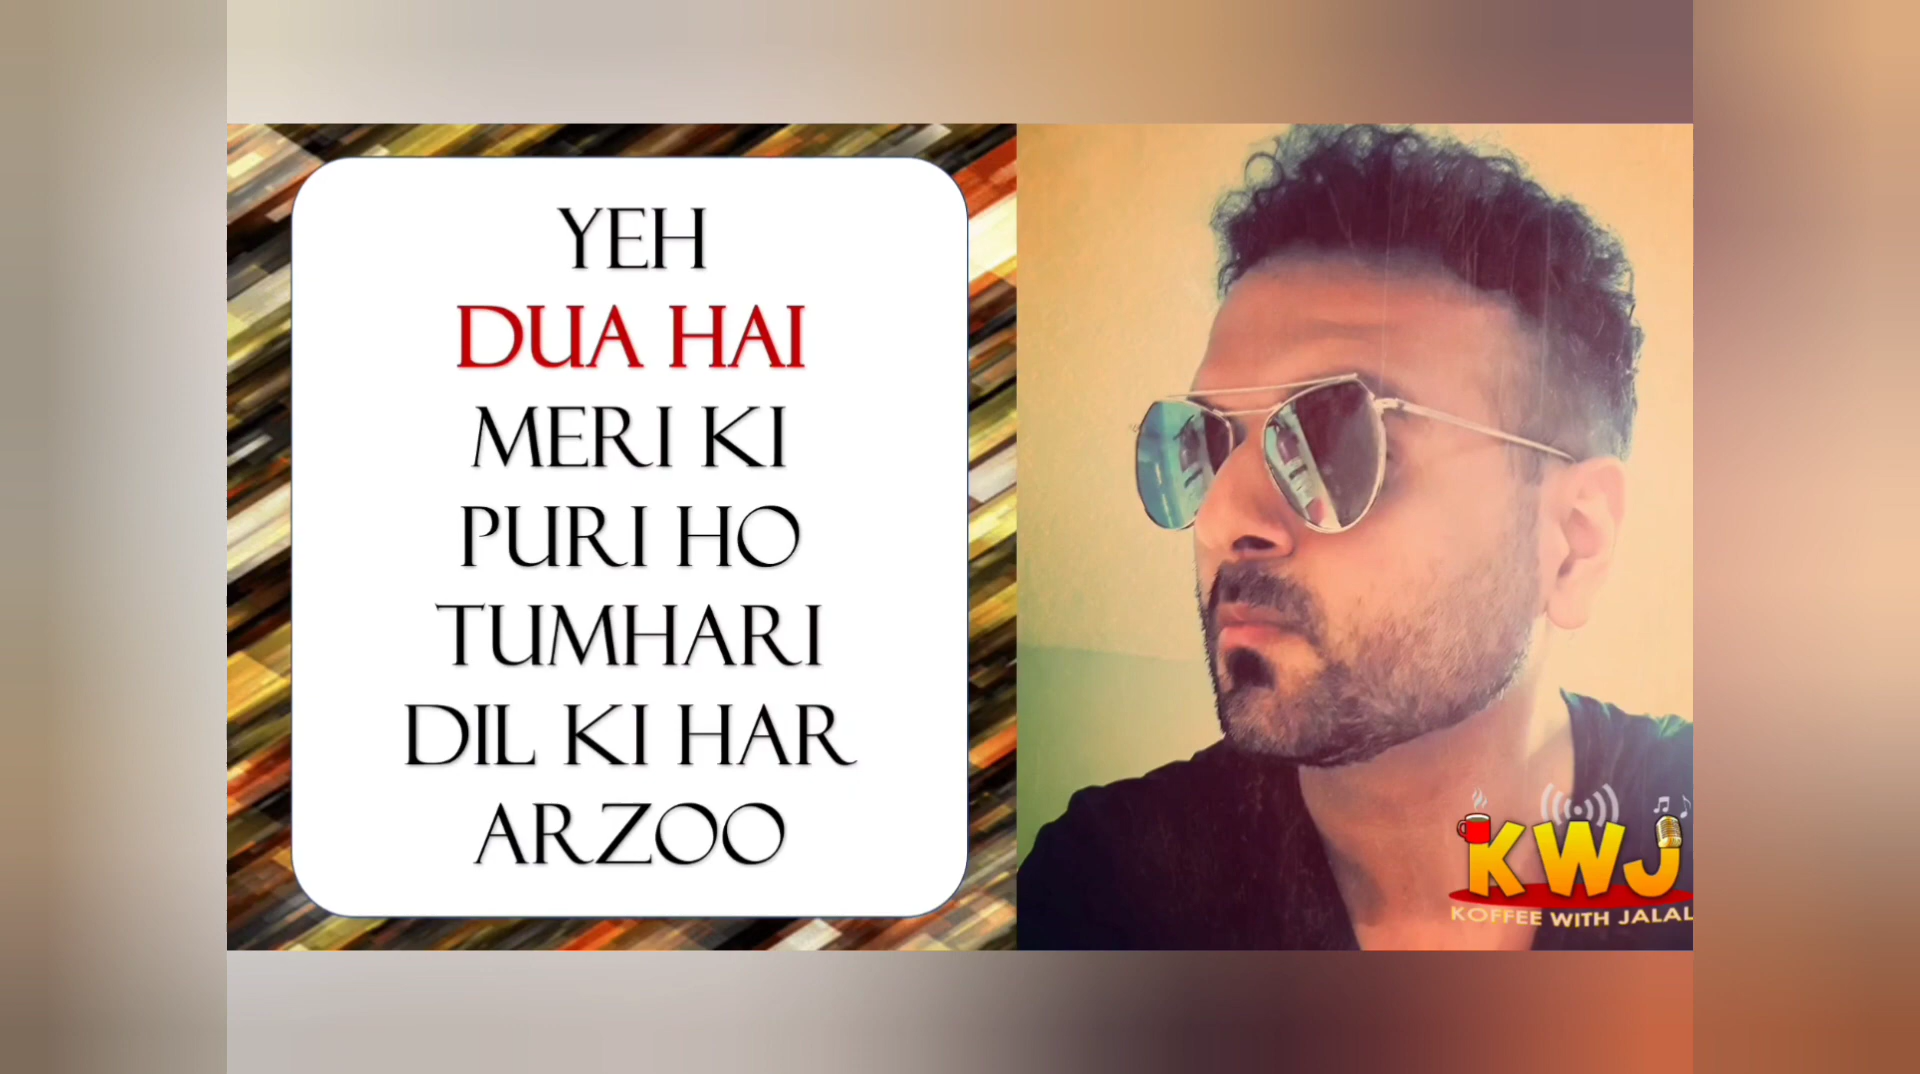 YEH
DUA HAI
MERI KI
PURI HO
TUMHARI
DIL KI HAR
ARZOO
KWJ
KOFFEE WITH JALAL